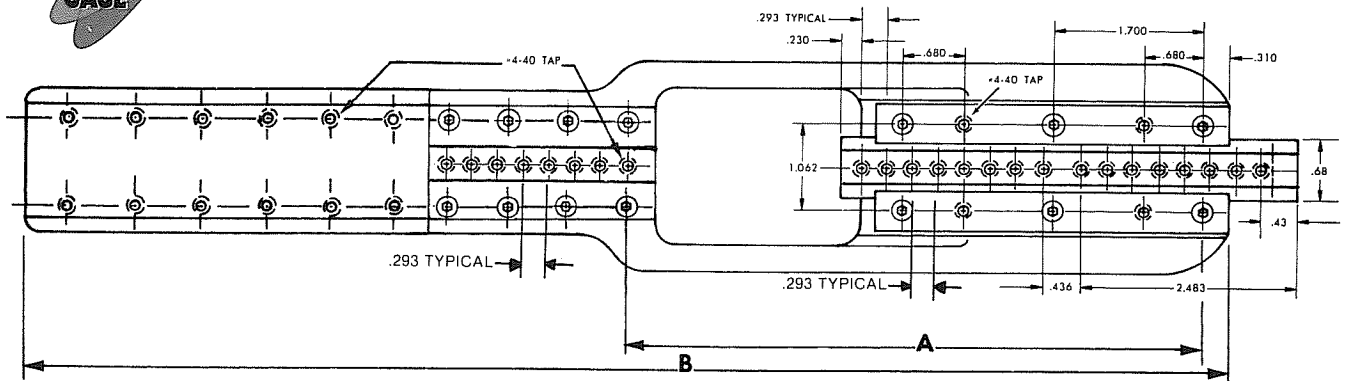 GAGE
.293 TYPICAL
.230
1.700
.680
.680
.310
*4-40 TAP
*4-40 TAP
1.062
.68
.43
.293 TYPICAL
.293 TYPICAL
.436
2.483
A
B